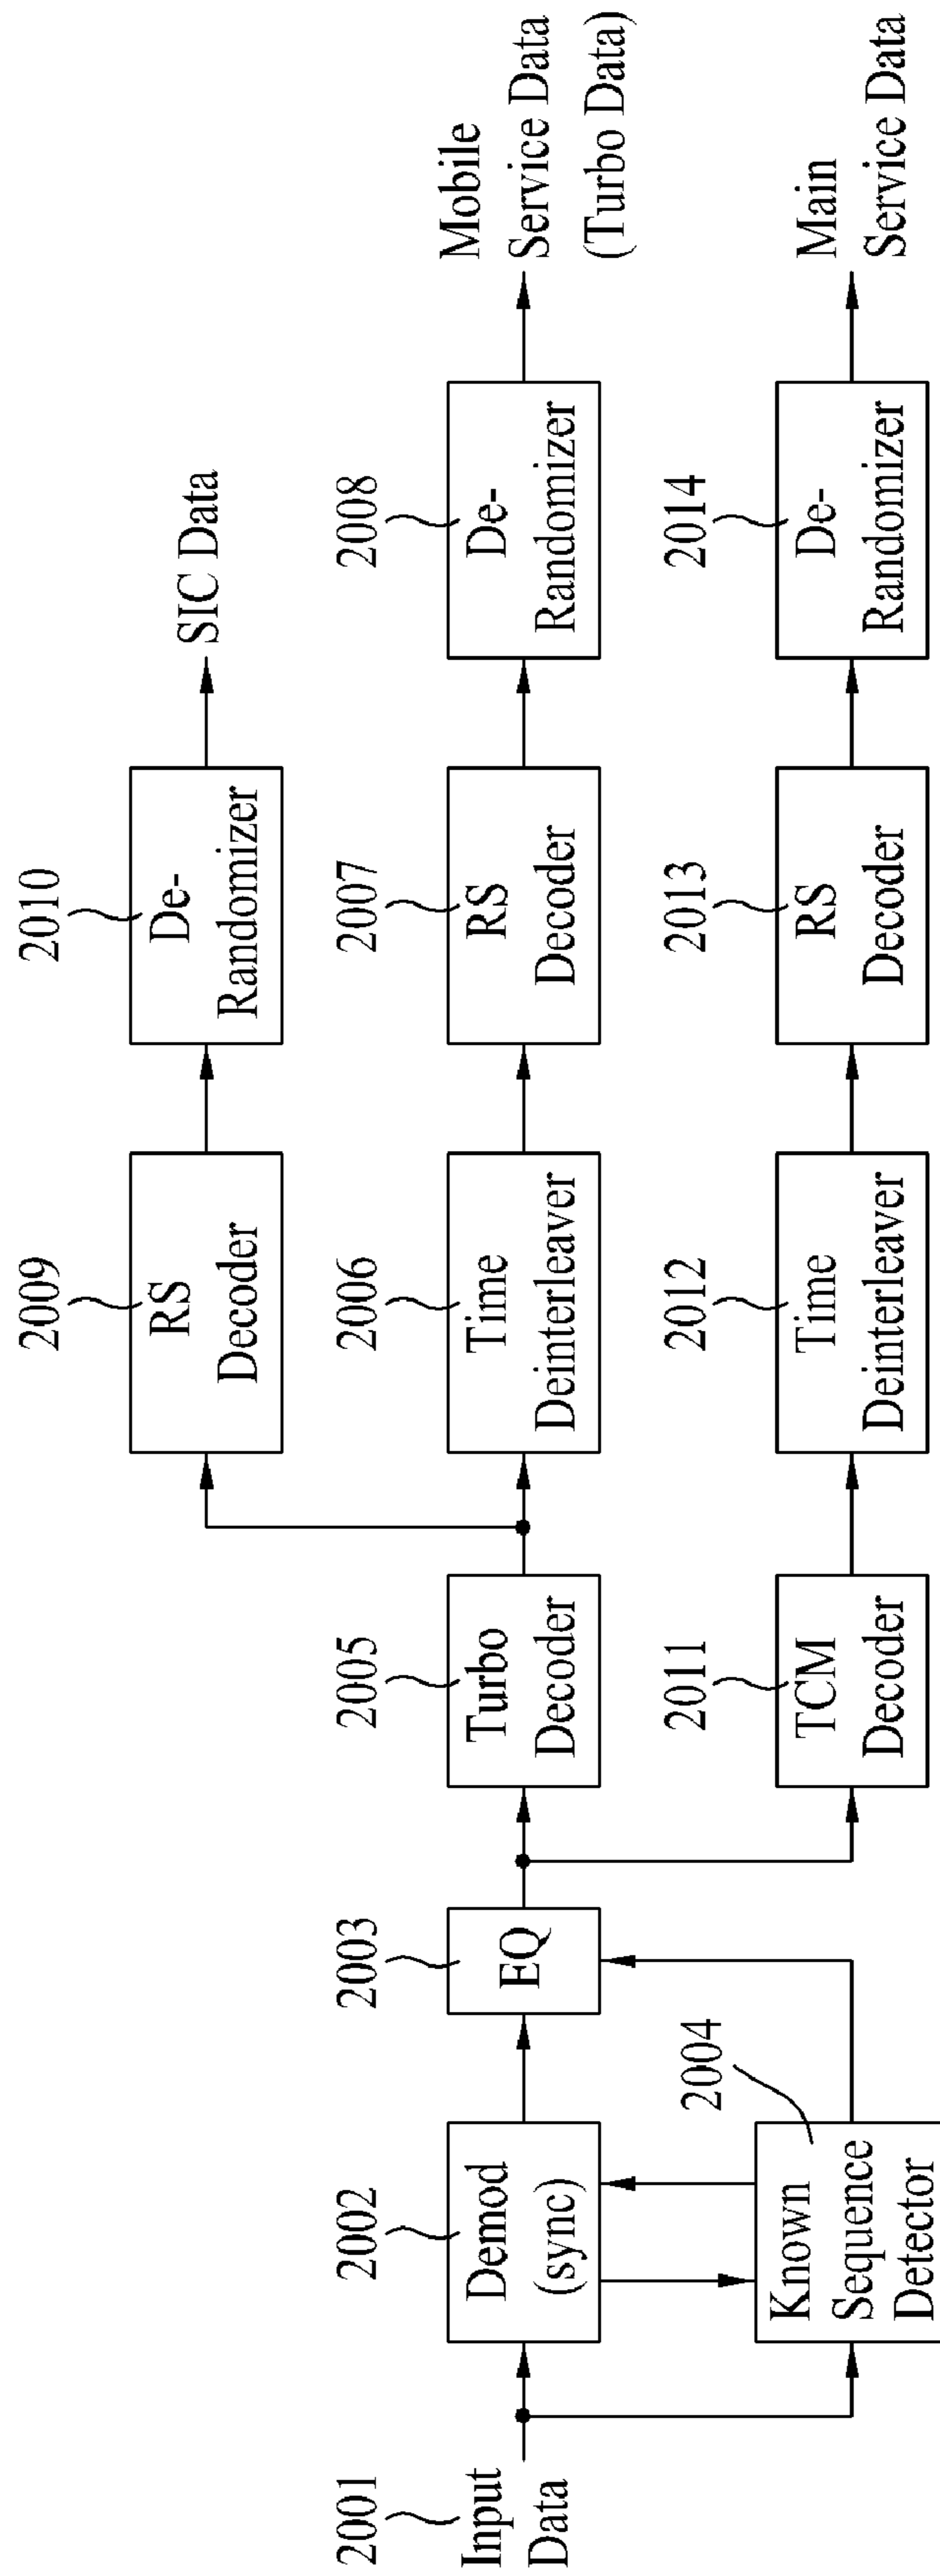 2001
Input
Data
2002
Demod
(sync)
2003
EQ
2004
Known
Sequence
Detector
2005
Turbo
Decoder
2009
RS
Decoder
2010
De-
Randomizer
SIC Data
2006
Time
Deinterleaver
2007
RS
Decoder
2008
De-
Randomizer
Mobile
Service Data
(Turbo Data)
2011
TCM
Decoder
2012
Time
Deinterleaver
2013
RS
Decoder
2014
De-
Randomizer
Main
Service Data